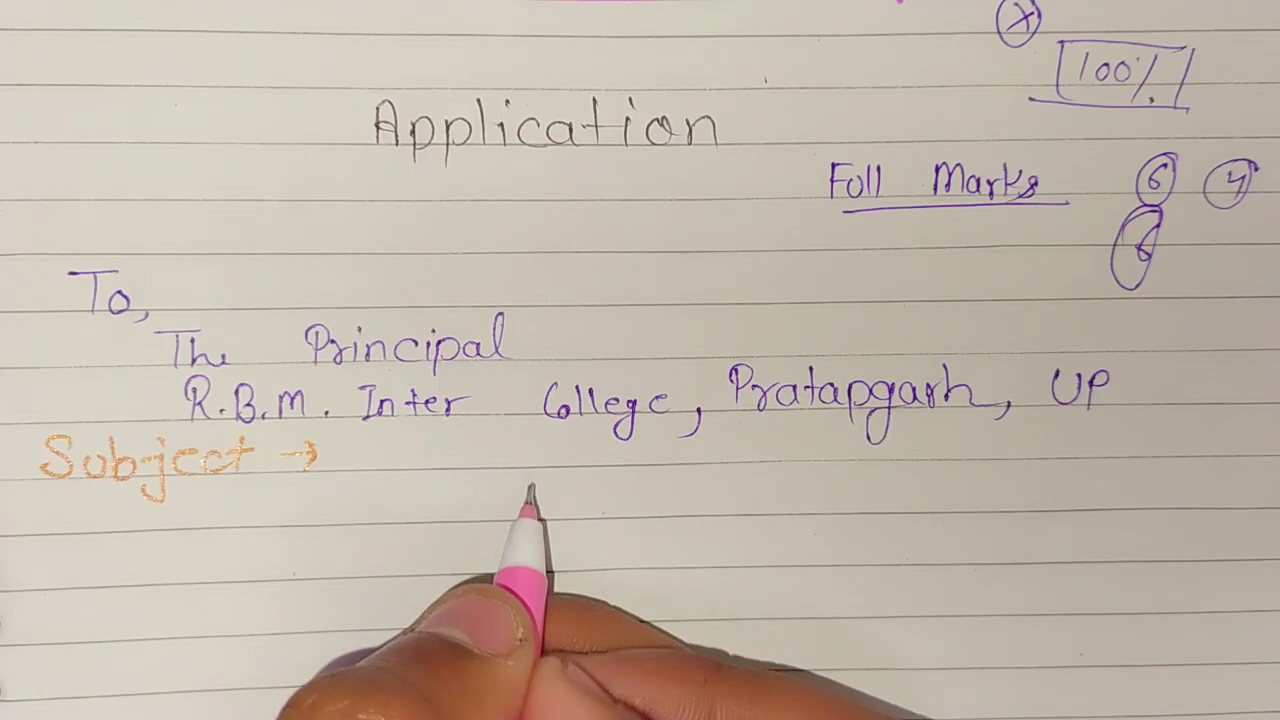 X
100%
Application
Full Marks 6 4
6
To,
The Principal
R.B.M. Inter College, Pratapgarh, UP
Subject →